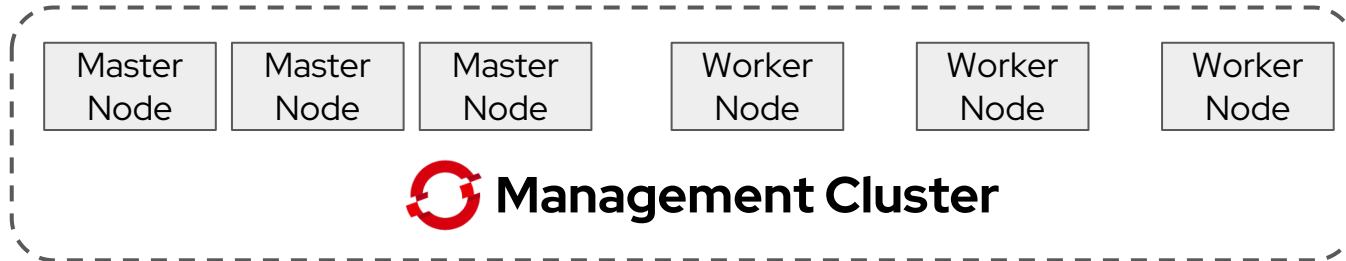 Master
Node
Master
Node
Master
Node
Worker
Node
Worker
Node
Worker
Node
Management Cluster